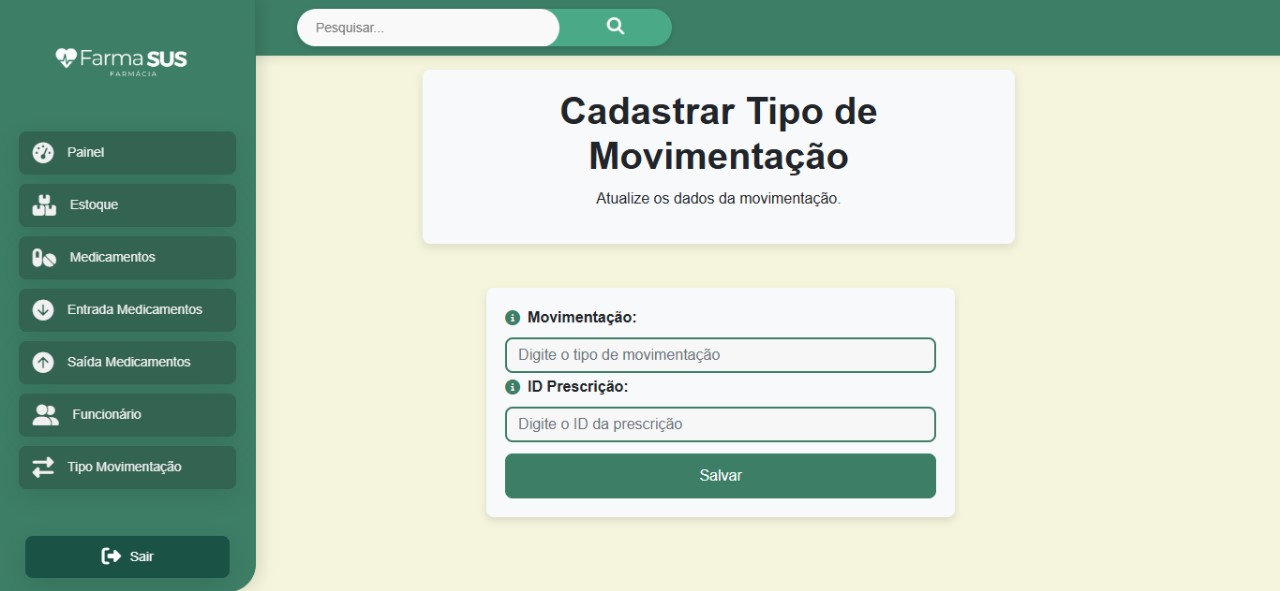 Farma SUS
FARMÁCIA
Painel
Estoque
Medicamentos
Entrada Medicamentos
Saída Medicamentos
Funcionário
Tipo Movimentação
Sair
Pesquisar...
Cadastrar Tipo de
Movimentação
Atualize os dados da movimentação.
Movimentação:
Digite o tipo de movimentação
ID Prescrição:
Digite o ID da prescrição
Salvar